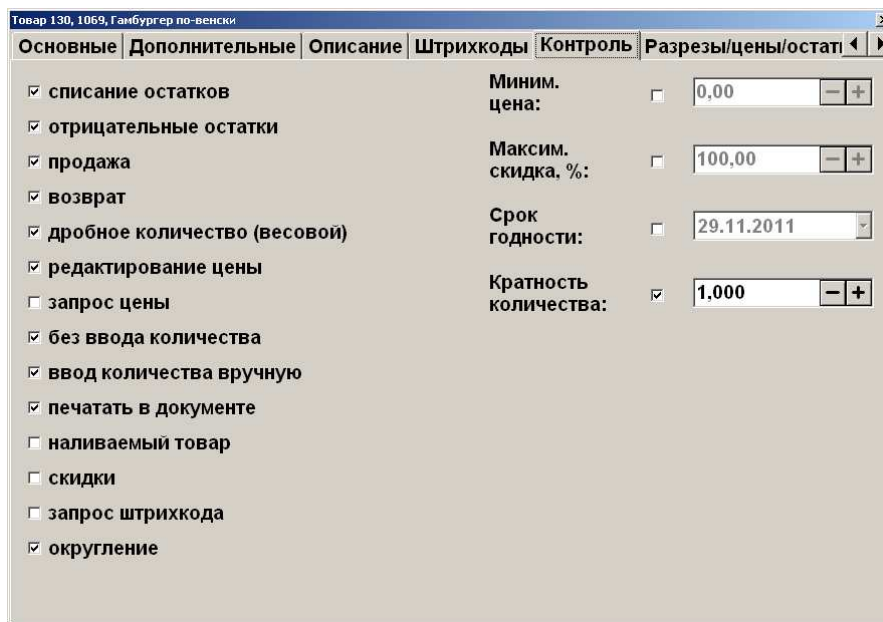 Товар 130, 1069, Гамбургер по-венски
Основные Дополнительные Описание Штрихкоды Контроль Разрезы/цены/остат
списание остатков
отрицательные остатки
продажа
возврат
дробное количество (весовой)
редактирование цены
запрос цены
без ввода количества
ввод количества вручную
печатать в документе
наливаемый товар
скидки
запрос штрихкода
округление
Миним.
цена:
0,00
Максим.
скидка, %:
100,00
Срок
годности:
29.11.2011
Кратность
количества:
1,000